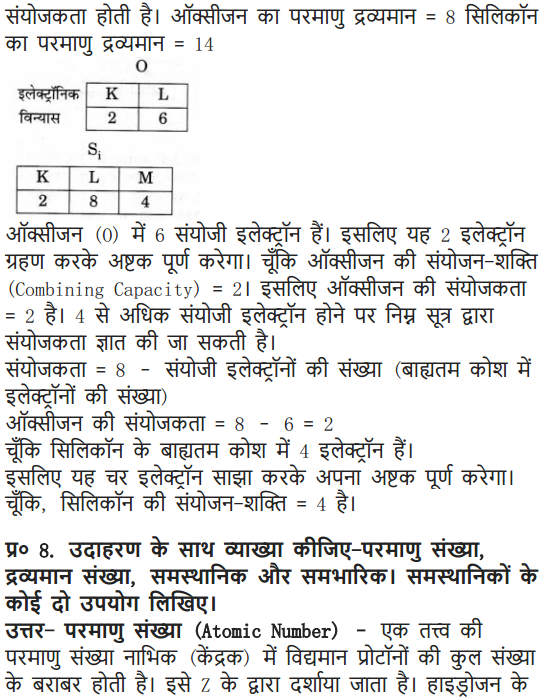 संयोजकता होती है। ऑक्सीजन का परमाणु द्रव्यमान = 8 सिलिकॉन
का परमाणु द्रव्यमान = 14
O
इलेक्ट्रॉनिक K L
विन्यास 2 6
Si
K L M
2 8 4
ऑक्सीजन (O) में 6 संयोजी इलेक्ट्रॉन हैं। इसलिए यह 2 इलेक्ट्रॉन
ग्रहण करके अष्टक पूर्ण करेगा। चूँकि ऑक्सीजन की संयोजन-शक्ति
(Combining Capacity) = 2। इसलिए ऑक्सीजन की संयोजकता
= 2 है। 4 से अधिक संयोजी इलेक्ट्रॉन होने पर निम्न सूत्र द्वारा
संयोजकता ज्ञात की जा सकती है।
संयोजकता = 8 - संयोजी इलेक्ट्रॉनों की संख्या (बाह्यतम कोश में
इलेक्ट्रॉनों की संख्या)
ऑक्सीजन की संयोजकता = 8 - 6 = 2
चूँकि सिलिकॉन के बाह्यतम कोश में 4 इलेक्ट्रॉन हैं।
इसलिए यह चर इलेक्ट्रॉन साझा करके अपना अष्टक पूर्ण करेगा।
चूँकि, सिलिकॉन की संयोजन-शक्ति = 4 है।
प्र० 8. उदाहरण के साथ व्याख्या कीजिए-परमाणु संख्या,
द्रव्यमान संख्या, समस्थानिक और समभारिक। समस्थानिकों के
कोई दो उपयोग लिखिए।
उत्तर- परमाणु संख्या (Atomic Number) - एक तत्त्व की
परमाणु संख्या नाभिक (केंद्रक) में विद्यमान प्रोटॉनों की कुल संख्या
के बराबर होती है। इसे Z के द्वारा दर्शाया जाता है। हाइड्रोजन के